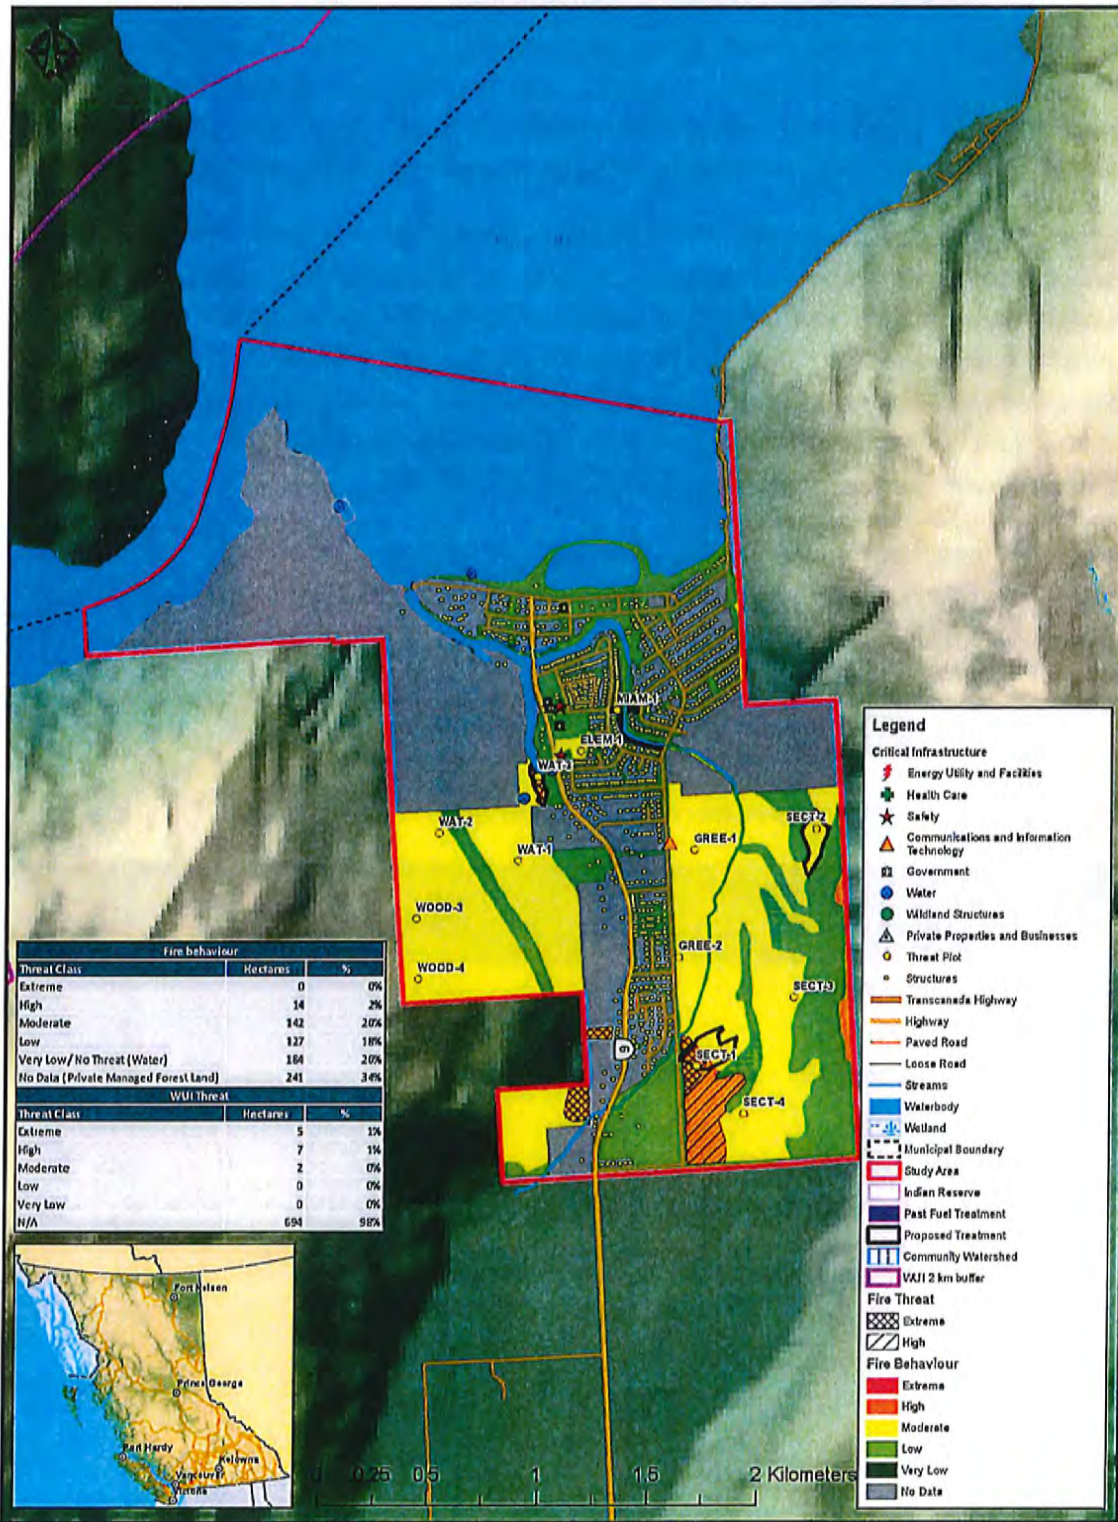 MIAM-1
ELEM-1
WAT-3
WAT-2
WAT-1
GREE-1
SECT-2
WOOD-3
WOOD-4
GREE-2
SECT-3
SECT-1
SECT-4
9
Fire behaviour
Threat Class Hectares %
Extreme 0 0%
High 14 2%
Moderate 142 20%
Low 127 18%
Very Low/No Threat (Water) 184 26%
No Data (Private Managed Forest Land) 241 34%
WUI Threat
Threat Class Hectares %
Extreme 5 1%
High 7 1%
Moderate 2 0%
Low 0 0%
Very Low 0 0%
N/A 694 98%
Legend
Critical Infrastructure
Energy Utility and Facilities
Health Care
Safety
Communications and Information
Technology
Government
Water
Wildland Structures
Private Properties and Businesses
Threat Plot
Structures
Transcanada Highway
Highway
Paved Road
Loose Road
Streams
Waterbody
Wetland
Municipal Boundary
Study Area
Indian Reserve
Past Fuel Treatment
Proposed Treatment
Community Watershed
WUI 2 km buffer
Fire Threat
Extreme
High
Fire Behaviour
Extreme
High
Moderate
Low
Very Low
No Data
Fort Nelson
Prince George
Port Hardy
Kelowna
Vancouver
Victoria
0 0.25 0.5 1 1.5 2 Kilometers